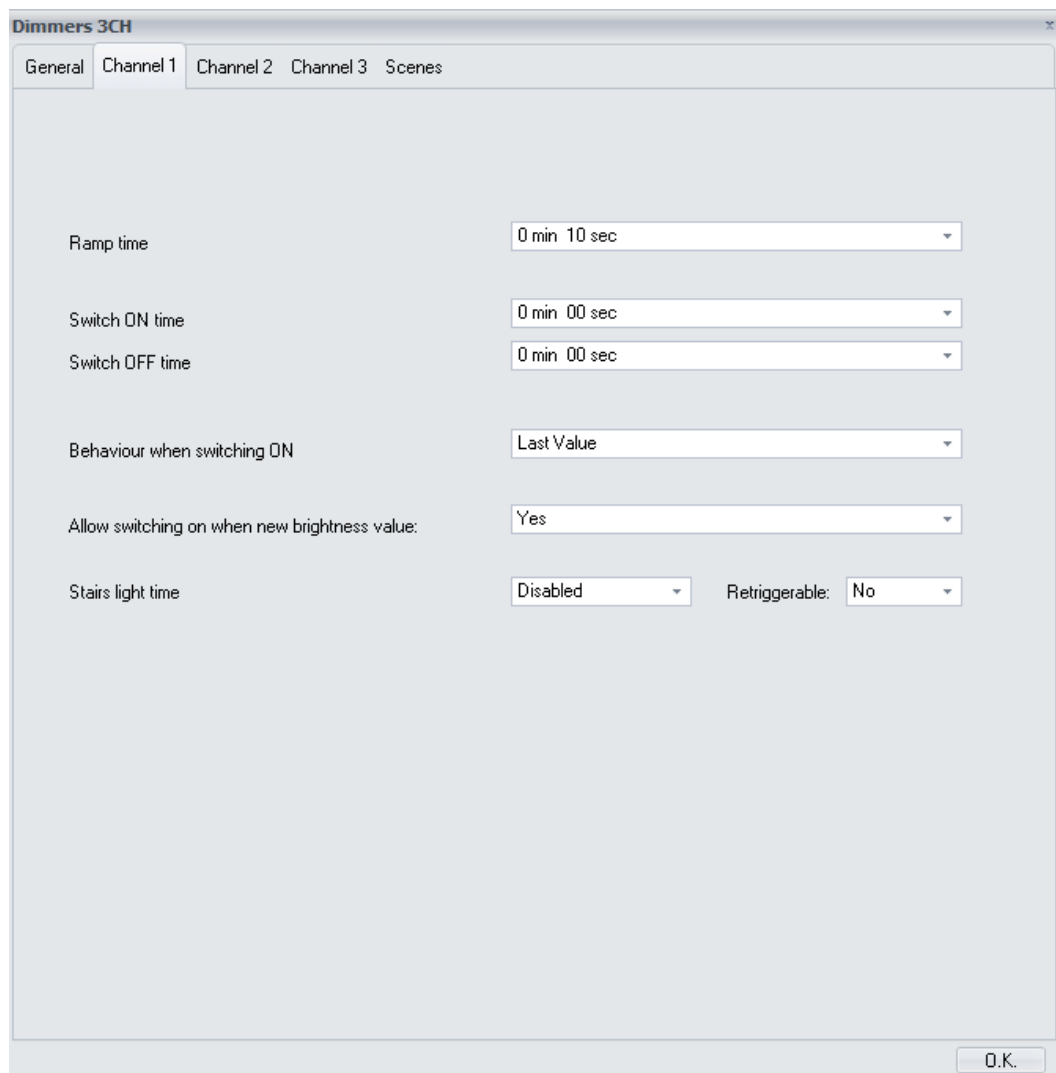 Dimmers 3CH
General Channel 1 Channel 2 Channel 3 Scenes
Ramp time 0 min 10 sec
Switch ON time 0 min 00 sec
Switch OFF time 0 min 00 sec
Behaviour when switching ON Last Value
Allow switching on when new brightness value: Yes
Stairs light time Disabled Retriggerable: No
O.K.